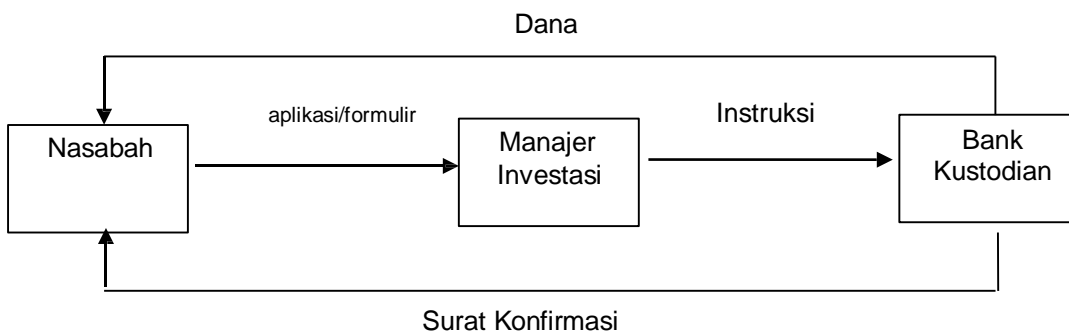 Dana
aplikasi/formulir
Instruksi
Nasabah
Manajer
Investasi
Bank
Kustodian
Surat Konfirmasi